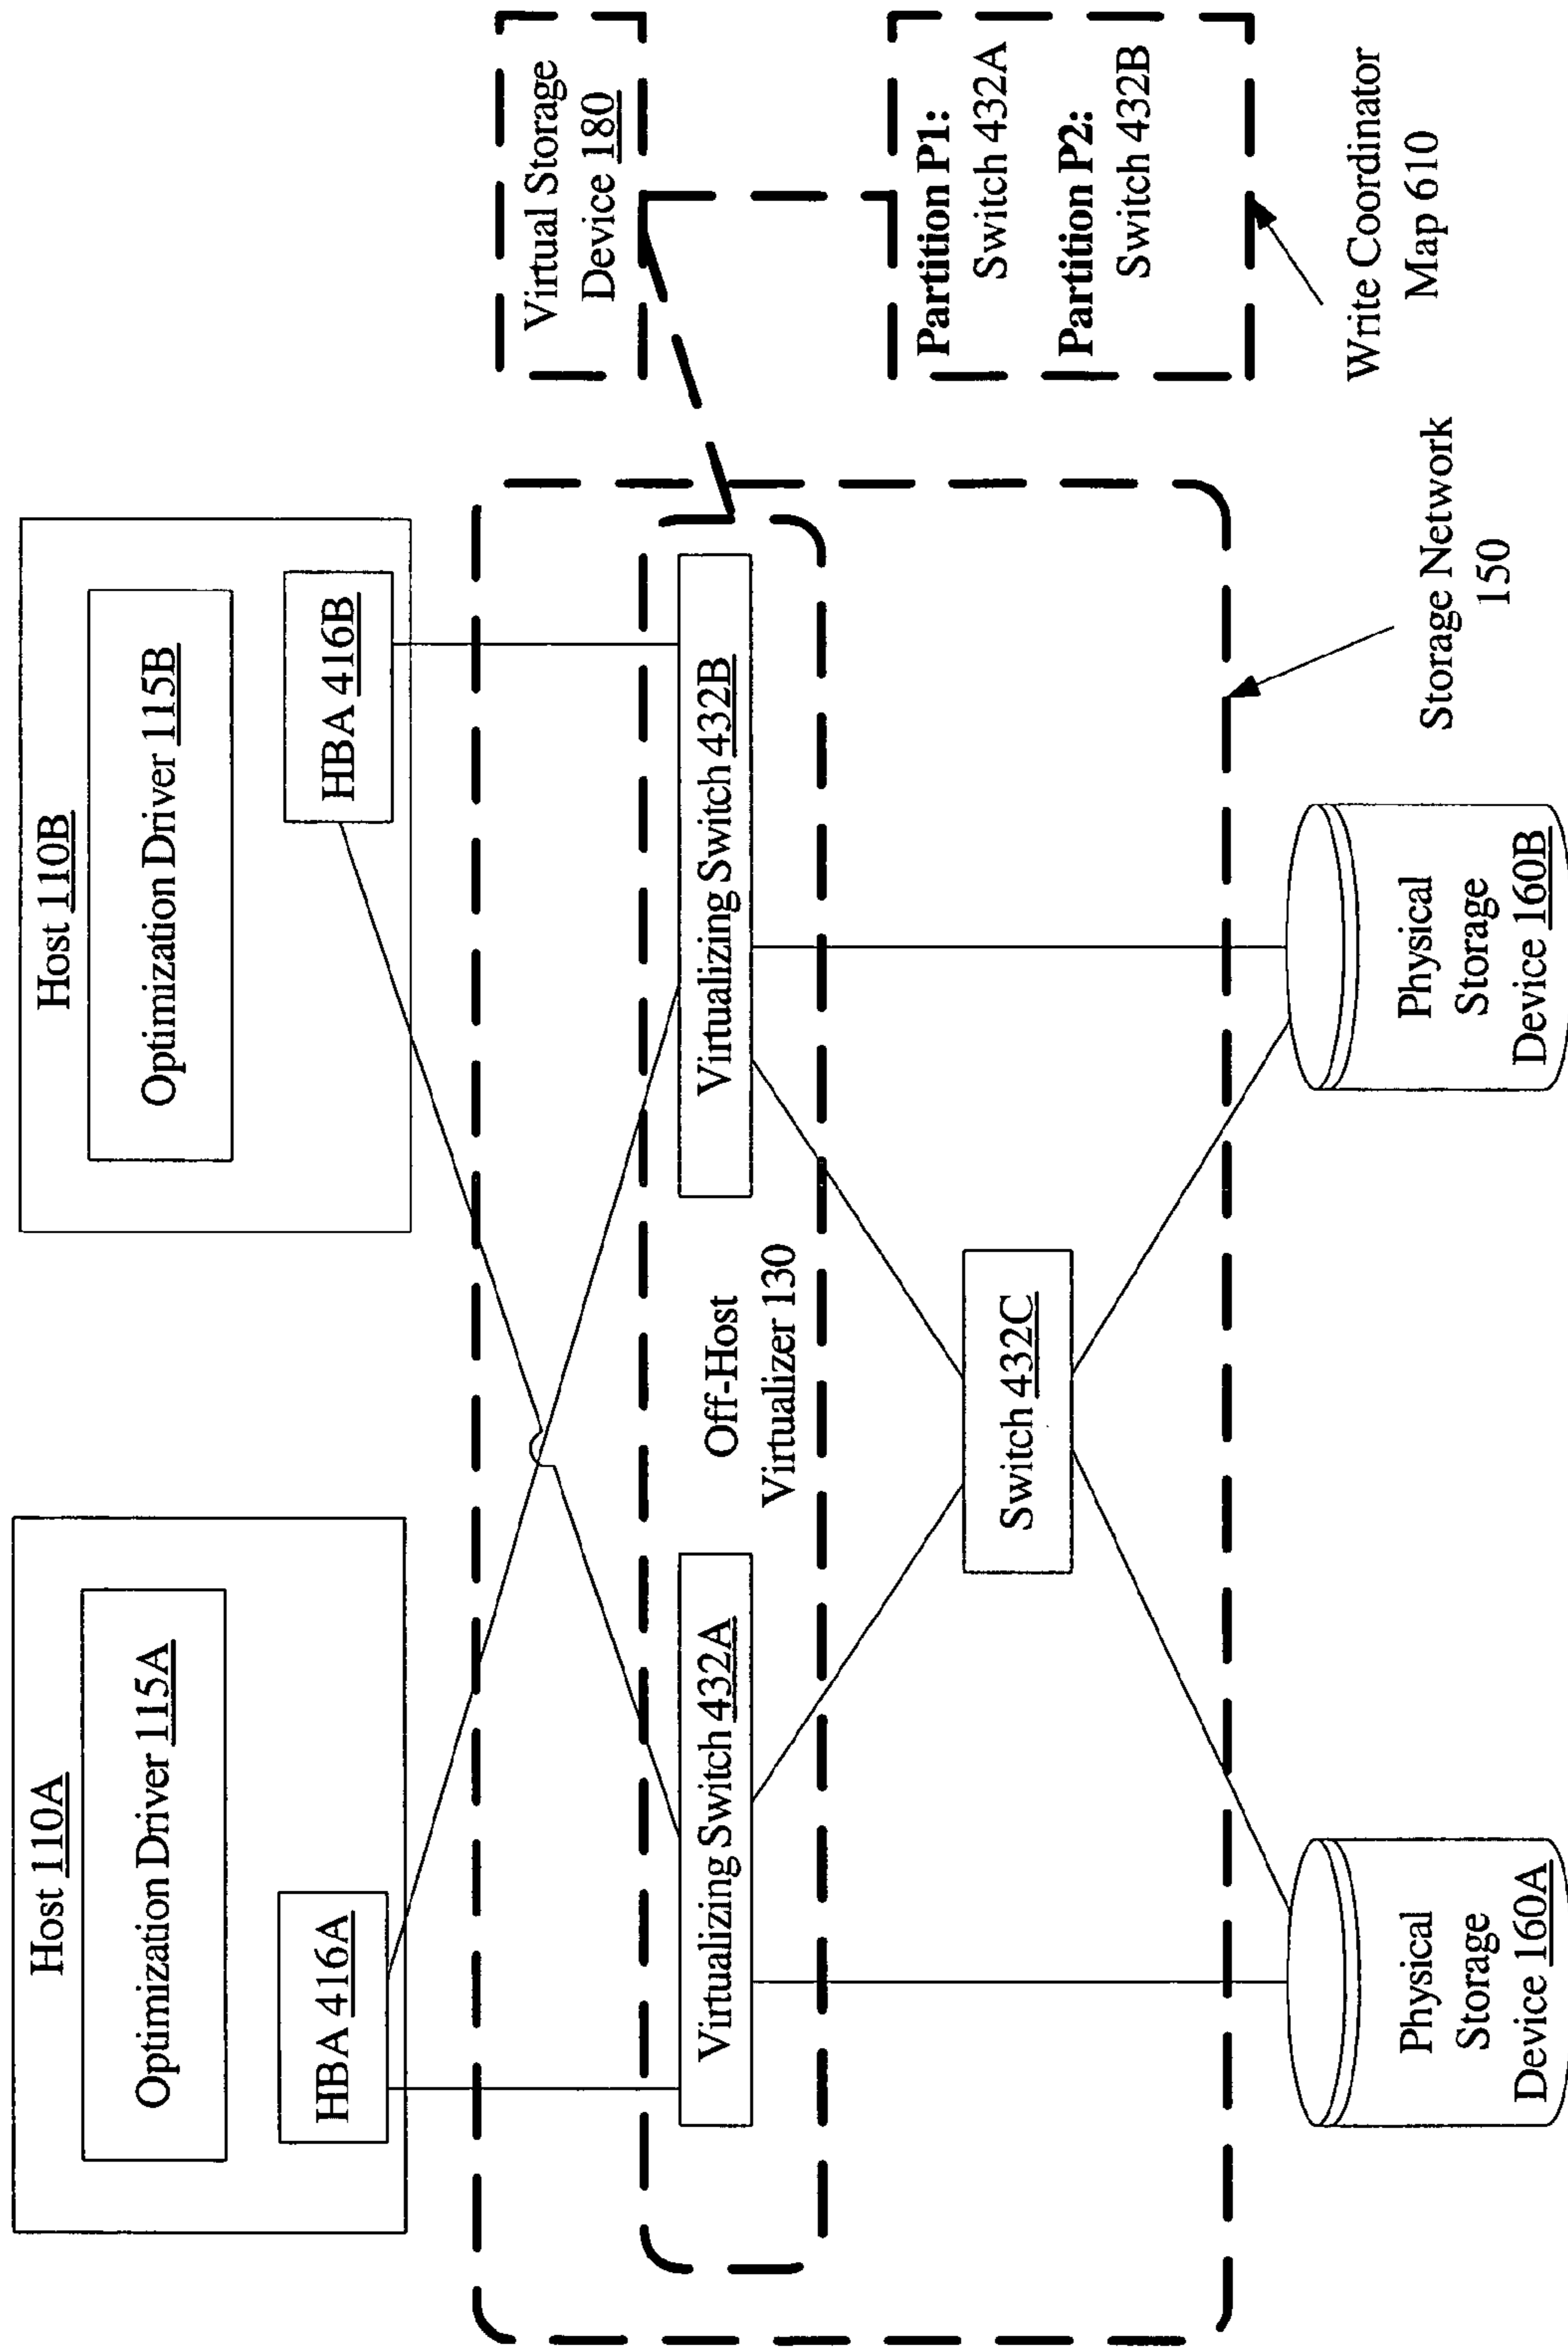 Host 110A
Optimization Driver 115A
HBA 416A
Host 110B
Optimization Driver 115B
HBA 416B
Virtual Storage
Device 180
Virtualizing Switch 432A
Off-Host
Virtualizer 130
Virtualizing Switch 432B
Partition P1:
Switch 432A
Partition P2:
Switch 432B
Write Coordinator
Map 610
Switch 432C
Storage Network
150
Physical
Storage
Device 160A
Physical
Storage
Device 160B